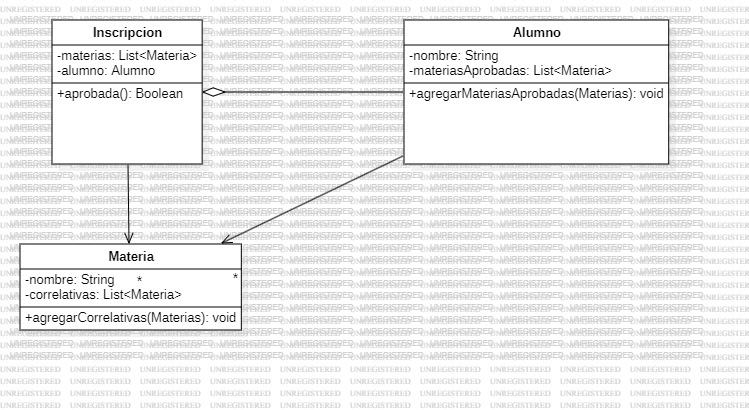 Inscripcion
-materias: List<Materia>
-alumno: Alumno
+aprobada(): Boolean
Alumno
-nombre: String
-materiasAprobadas: List<Materia>
+agregarMateriasAprobadas(Materias): void
Materia
-nombre: String
*
*
-correlativas: List<Materia>
+agregarCorrelativas(Materias): void
UNREGISTERED